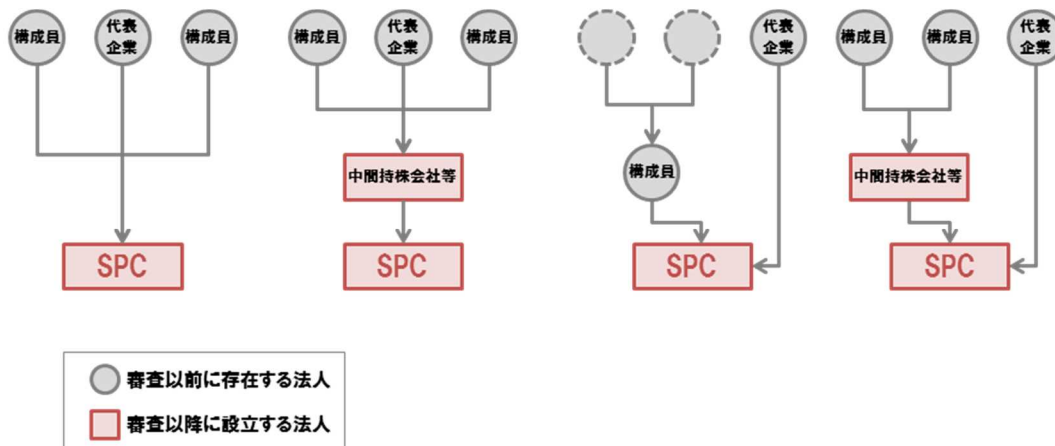 構成員
代表
企業
構成員
構成員
代表
企業
構成員
代表
企業
構成員
構成員
代表
企業
中間持株会社等
構成員
中間持株会社等
SPC
SPC
SPC
SPC
審査以前に存在する法人
審査以降に設立する法人